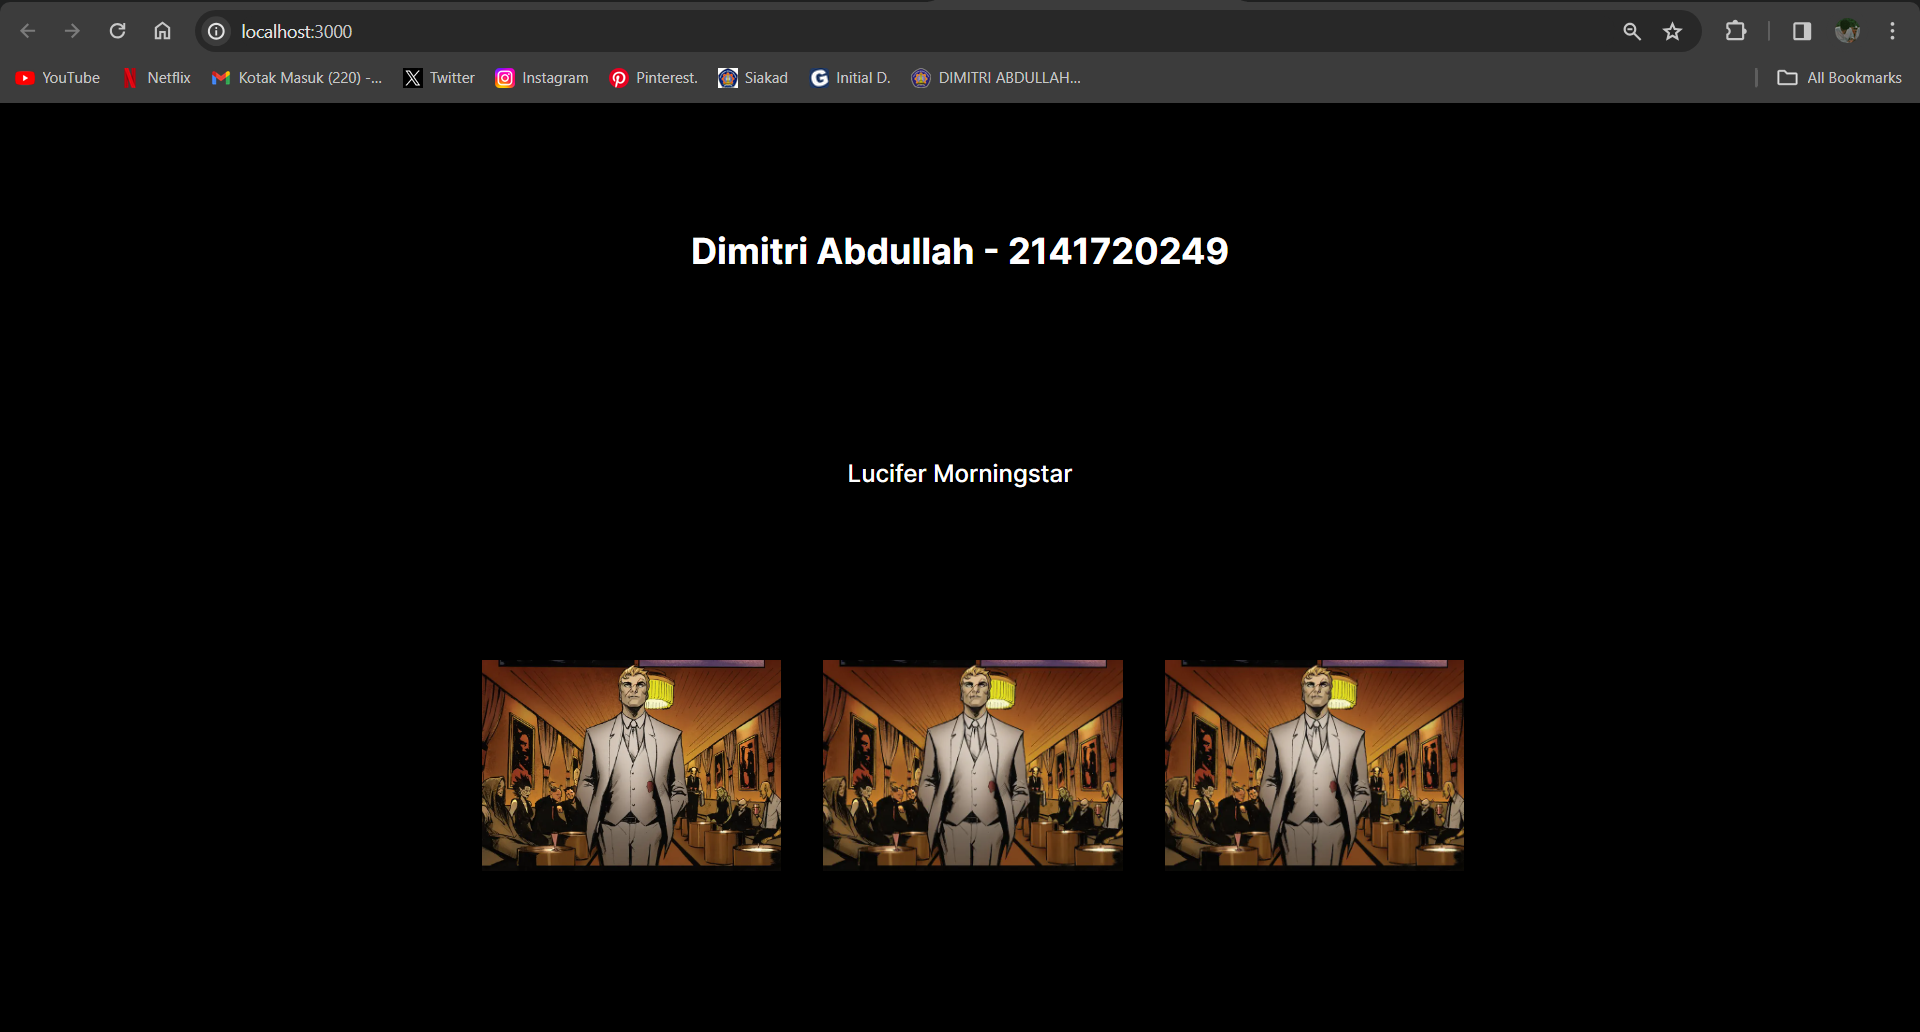 localhost:3000
YouTube Netflix Kotak Masuk (220) -... Twitter Instagram Pinterest. Siakad Initial D. DIMITRI ABDULLAH... All Bookmarks
Dimitri Abdullah - 2141720249
Lucifer Morningstar